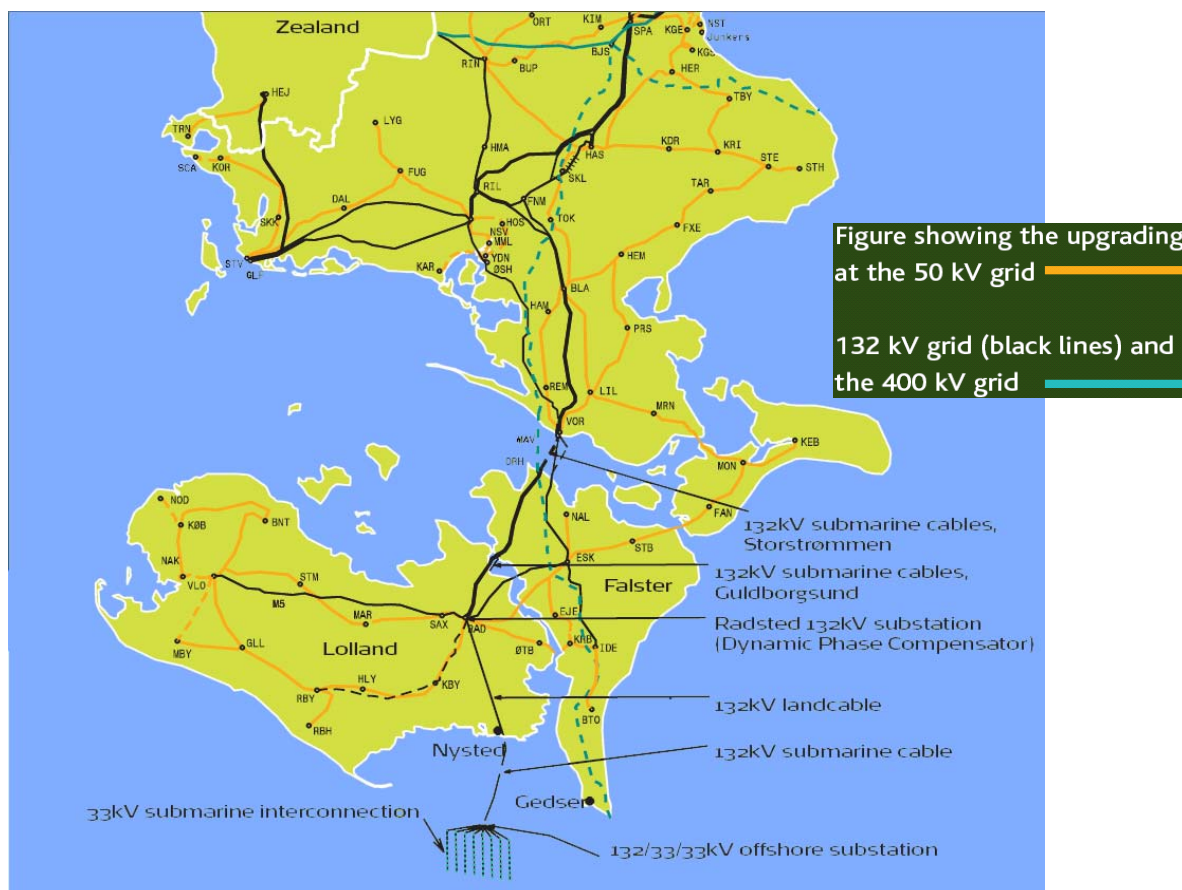 Zealand
ORT
KIM
SPA
KGE
NST
Junkers
RIN
BUP
BJS
KGS
HER
HEJ
TBY
TRN
LYG
HMA
HAS
KDR
KRI
STE
STH
SCA
KOR
FUG
SKL
RIL
TAR
DAL
FNM
SKK
HOS
TOK
FXE
NSV
MML
YDN
ØSH
HEM
STV
KAR
BLA
HAM
PRS
REM
LIL
MRN
VOR
MAV
KEB
ORH
MON
NOD
FAN
KØB
BNT
NAL
STB
NAK
VLO
ESK
STM
M5
MAR
SAX
RAD
EJE
Falster
Lolland
MBY
GLL
ØTB
KRB
IDE
HLY
KBY
RBY
RBH
BTO
Nysted
Gedser
Figure showing the upgrading
at the 50 kV grid
132 kV grid (black lines) and
the 400 kV grid
132kV submarine cables,
Storstrømmen
132kV submarine cables,
Guldborgsund
Radsted 132kV substation
(Dynamic Phase Compensator)
132kV landcable
132kV submarine cable
33kV submarine interconnection
132/33/33kV offshore substation